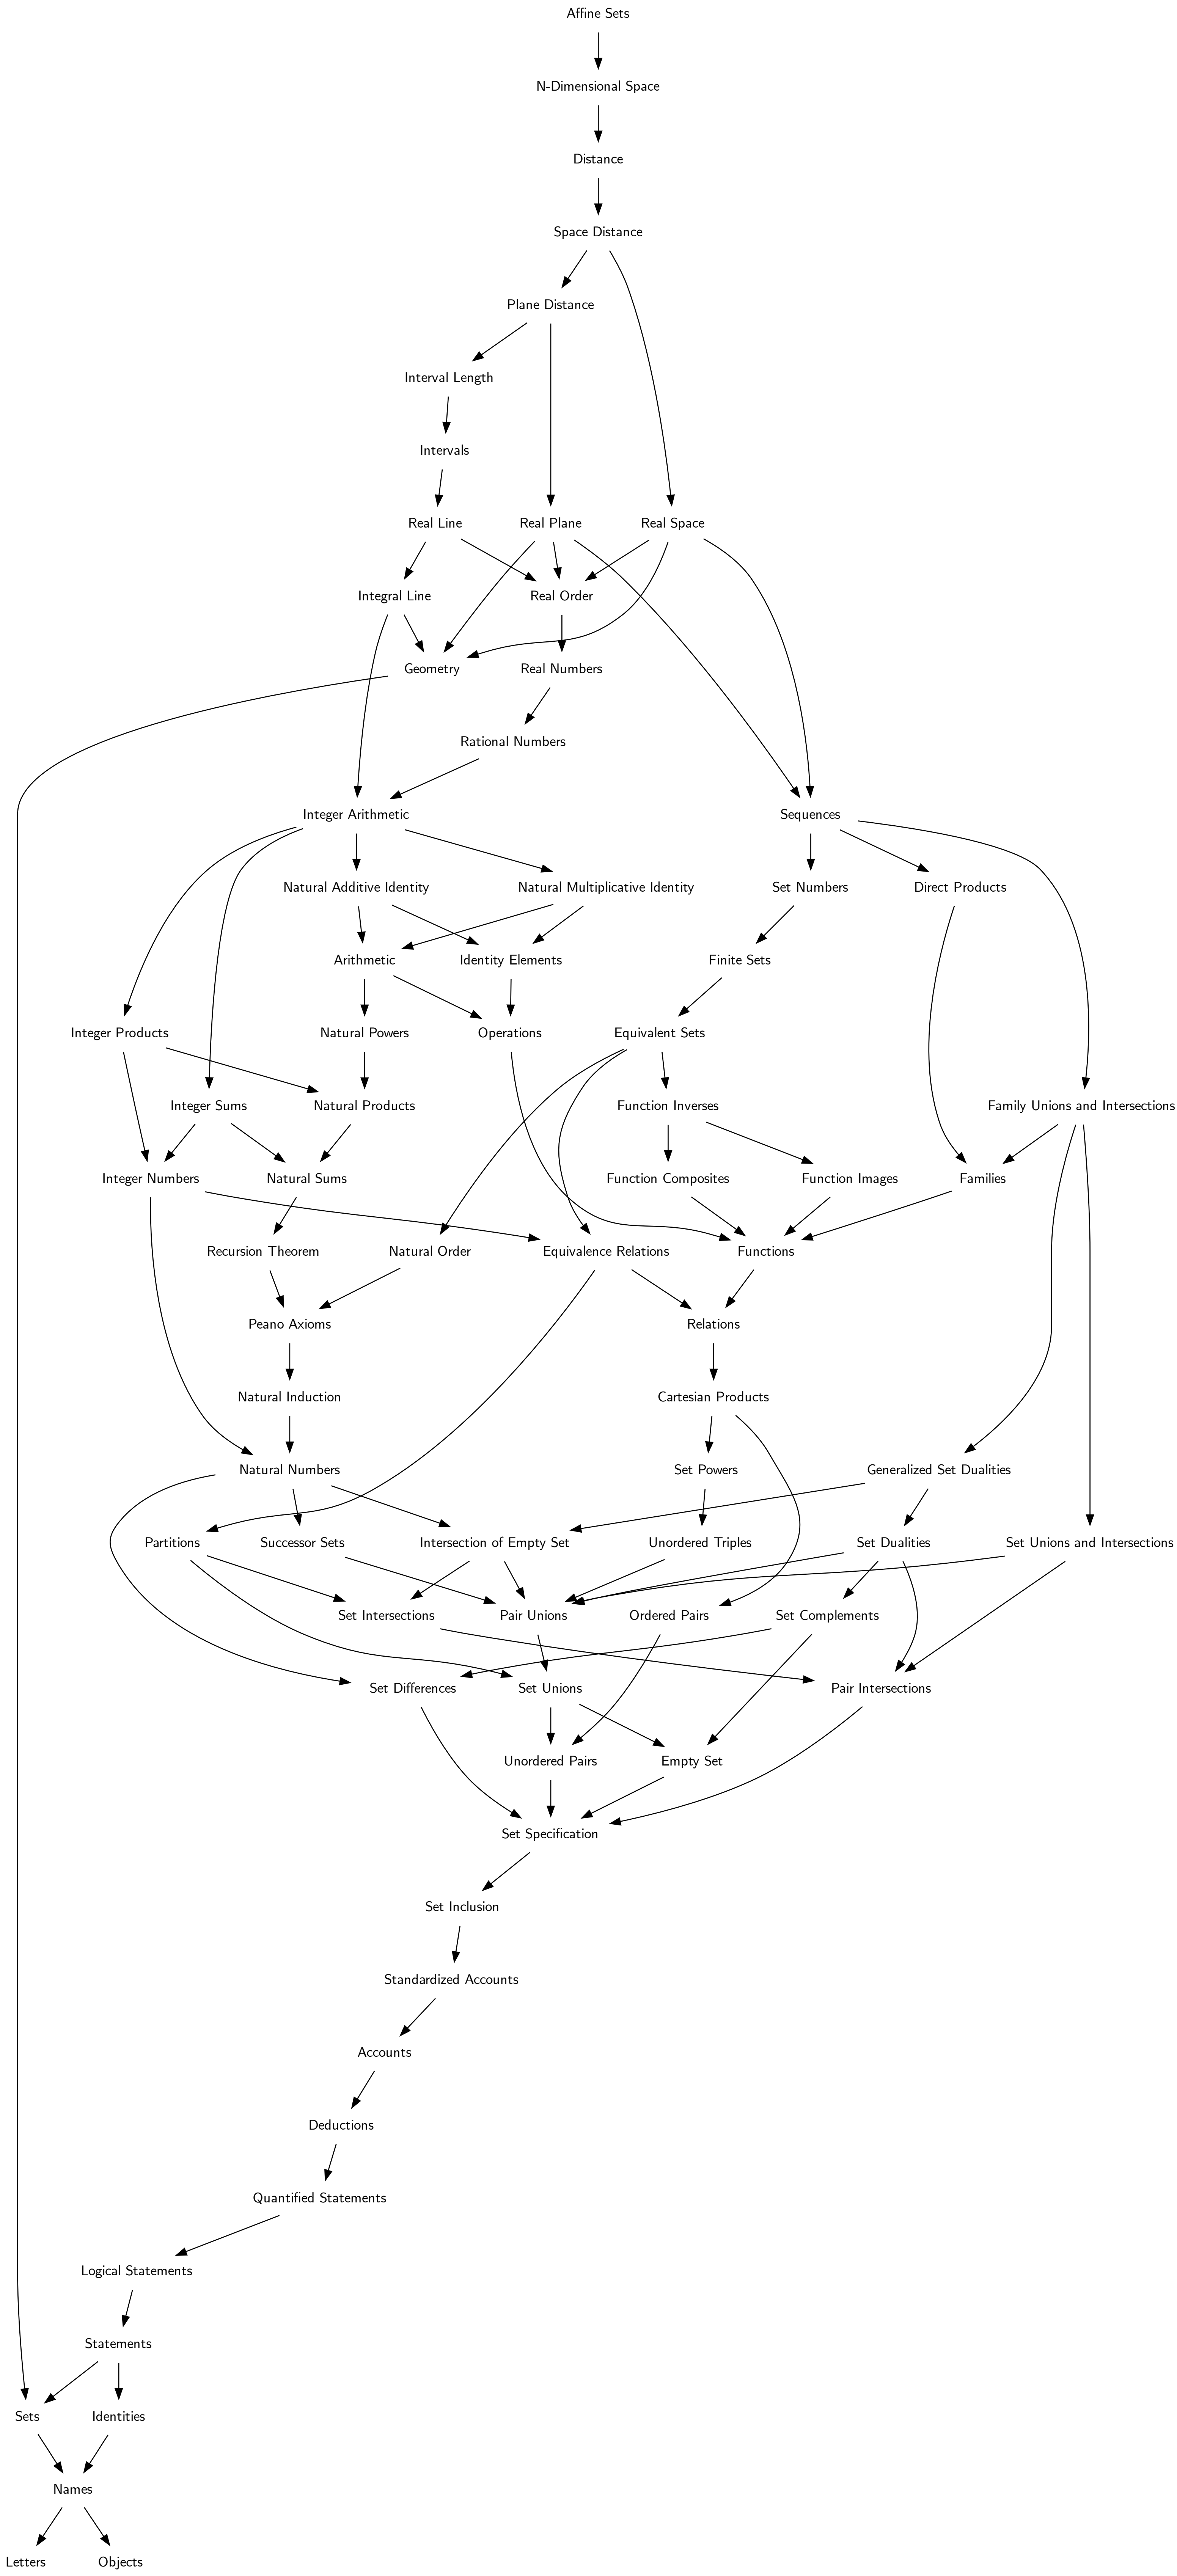 Affine Sets
N-Dimensional Space
Distance
Space Distance
Plane Distance
Interval Length
Intervals
Real Line
Real Plane
Real Space
Integral Line
Real Order
Geometry
Real Numbers
Rational Numbers
Integer Arithmetic
Sequences
Natural Additive Identity
Natural Multiplicative Identity
Set Numbers
Direct Products
Arithmetic
Identity Elements
Finite Sets
Integer Products
Natural Powers
Operations
Equivalent Sets
Integer Sums
Natural Products
Function Inverses
Family Unions and Intersections
Integer Numbers
Natural Sums
Function Composites
Function Images
Families
Recursion Theorem
Natural Order
Equivalence Relations
Functions
Peano Axioms
Relations
Natural Induction
Cartesian Products
Natural Numbers
Set Powers
Generalized Set Dualities
Partitions
Successor Sets
Intersection of Empty Set
Unordered Triples
Set Dualities
Set Unions and Intersections
Set Intersections
Pair Unions
Ordered Pairs
Set Complements
Set Differences
Set Unions
Pair Intersections
Unordered Pairs
Empty Set
Set Specification
Set Inclusion
Standardized Accounts
Accounts
Deductions
Quantified Statements
Logical Statements
Statements
Sets
Identities
Names
Letters
Objects